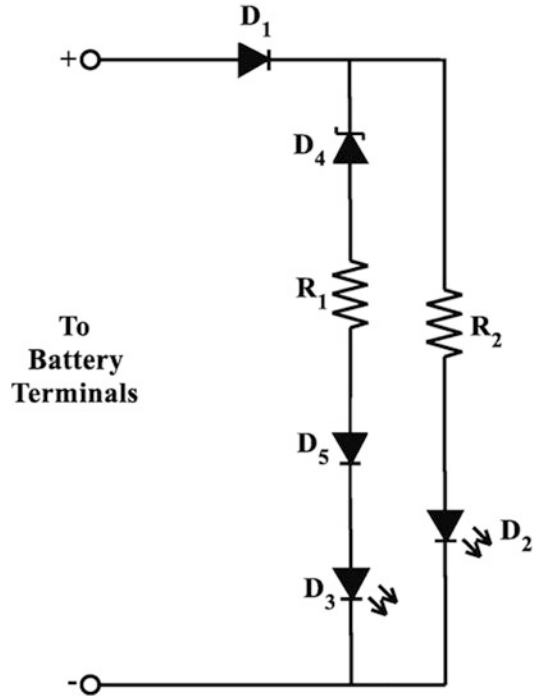 D1
+
D4
R1
R2
To
Battery
Terminals
D5
D2
D3
-